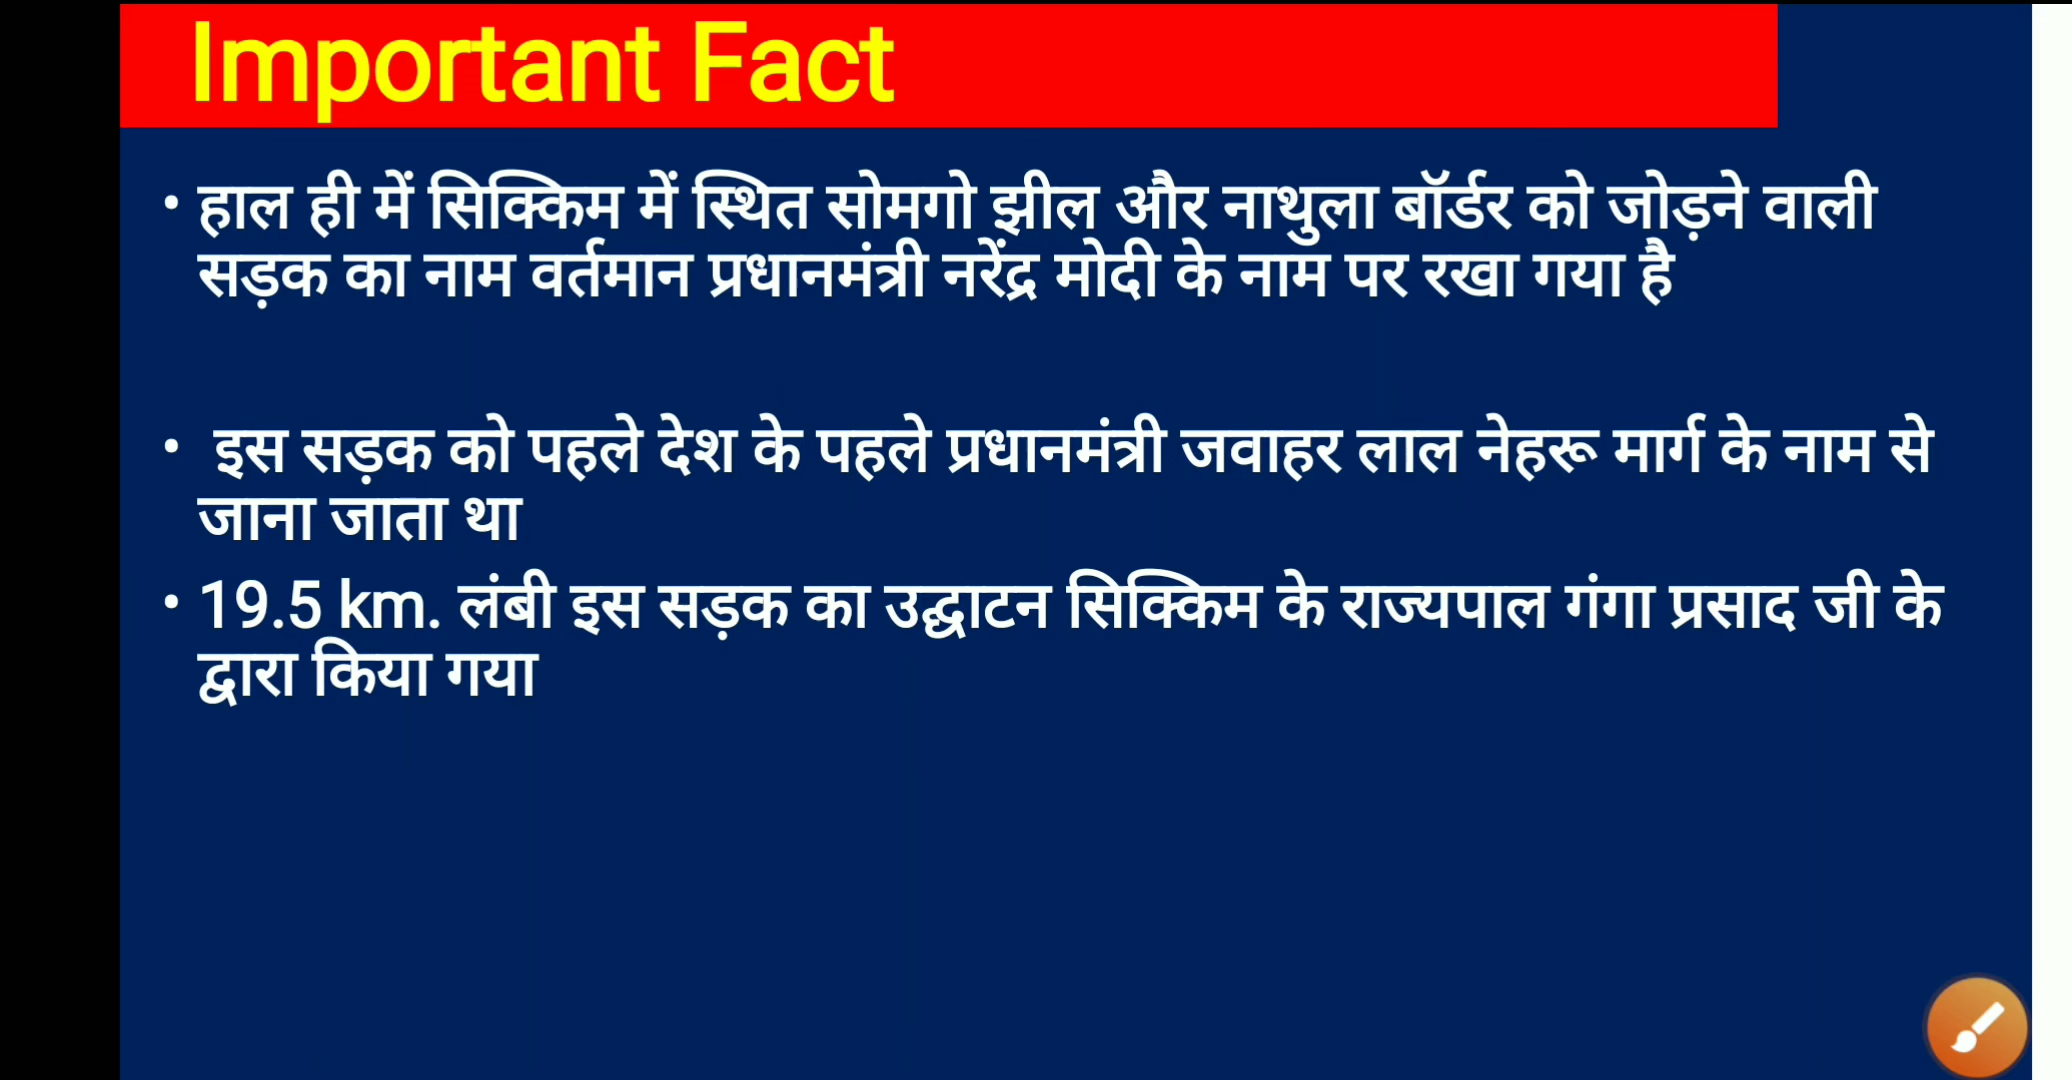 Important Fact
• हाल ही में सिक्किम में स्थित सोमगो झील और नाथुला बॉर्डर को जोड़ने वाली
सड़क का नाम वर्तमान प्रधानमंत्री नरेंद्र मोदी के नाम पर रखा गया है
• इस सड़क को पहले देश के पहले प्रधानमंत्री जवाहर लाल नेहरू मार्ग के नाम से
जाना जाता था
• 19.5 km. लंबी इस सड़क का उद्घाटन सिक्किम के राज्यपाल गंगा प्रसाद जी के
द्वारा किया गया